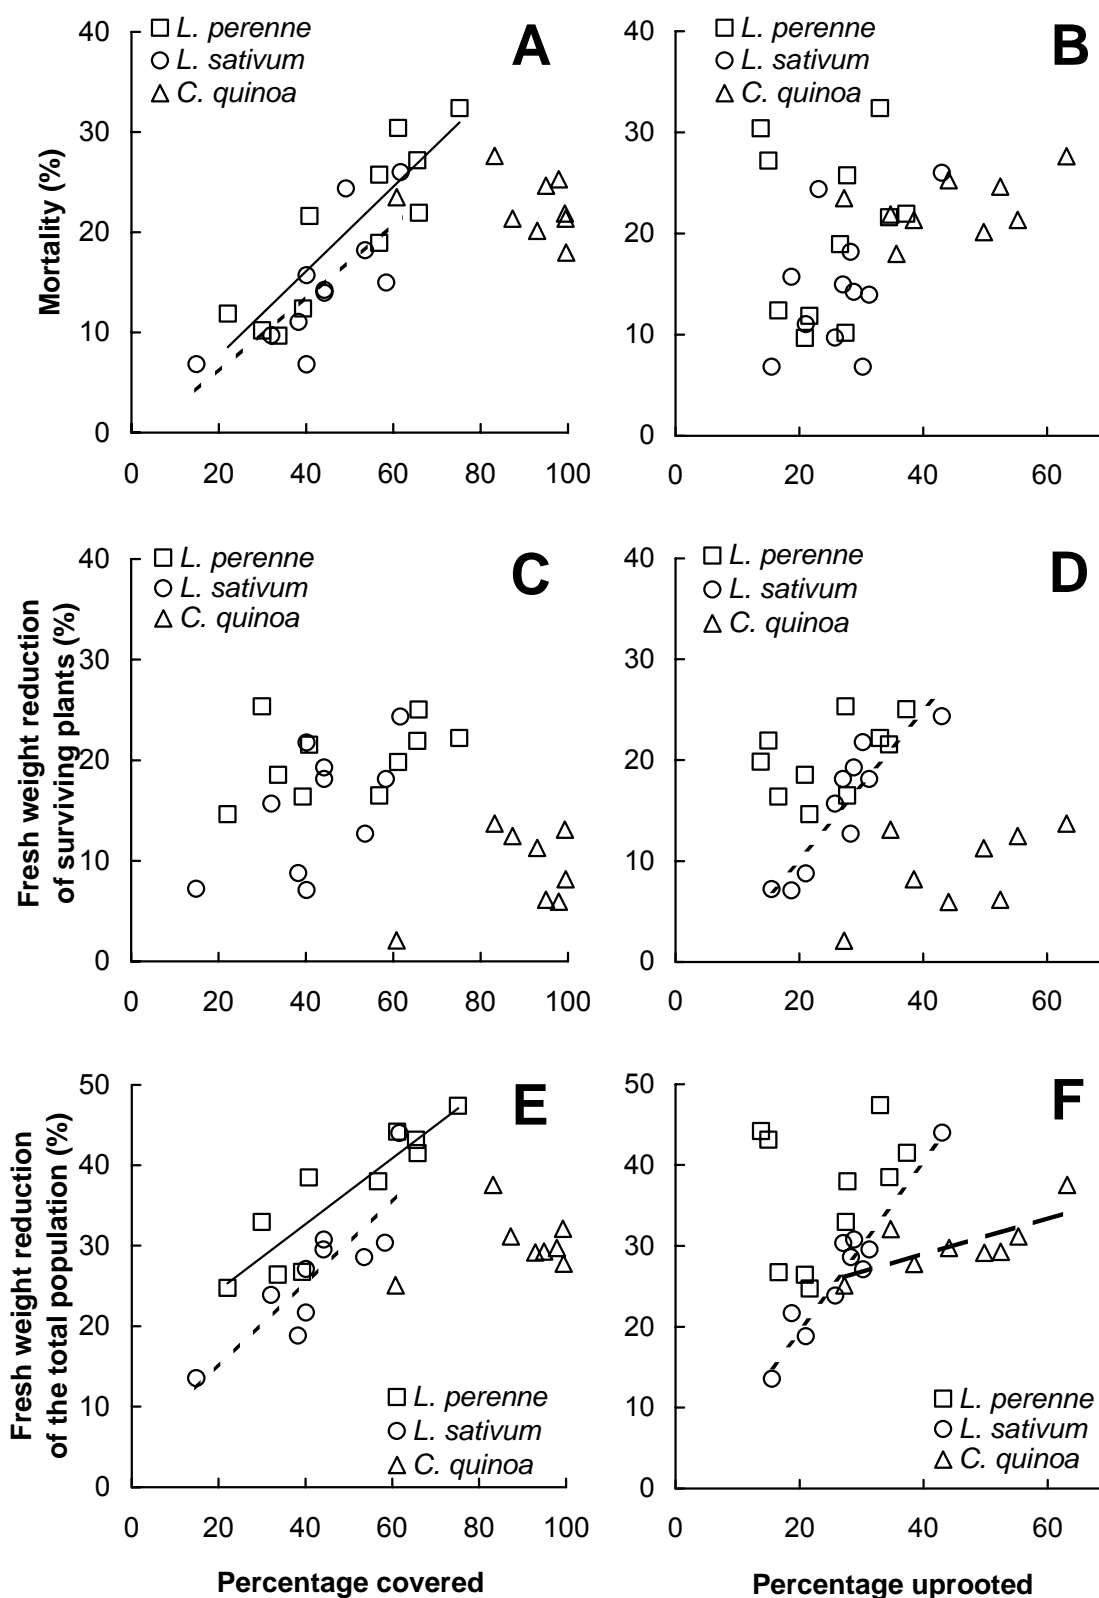 A
L. perenne
L. sativum
C. quinoa
40
30
20
10
0
0 20 40 60 80 100
Mortality (%)
B
L. perenne
L. sativum
C. quinoa
40
30
20
10
0
0 20 40 60
C
L. perenne
L. sativum
C. quinoa
40
30
20
10
0
0 20 40 60 80 100
Fresh weight reduction
of surviving plants (%)
D
L. perenne
L. sativum
C. quinoa
40
30
20
10
0
0 20 40 60
E
50
40
30
20
10
0
L. perenne
L. sativum
C. quinoa
0 20 40 60 80 100
Fresh weight reduction
of the total population (%)
Percentage covered
F
50
40
30
20
10
0
L. perenne
L. sativum
C. quinoa
0 20 40 60
Percentage uprooted